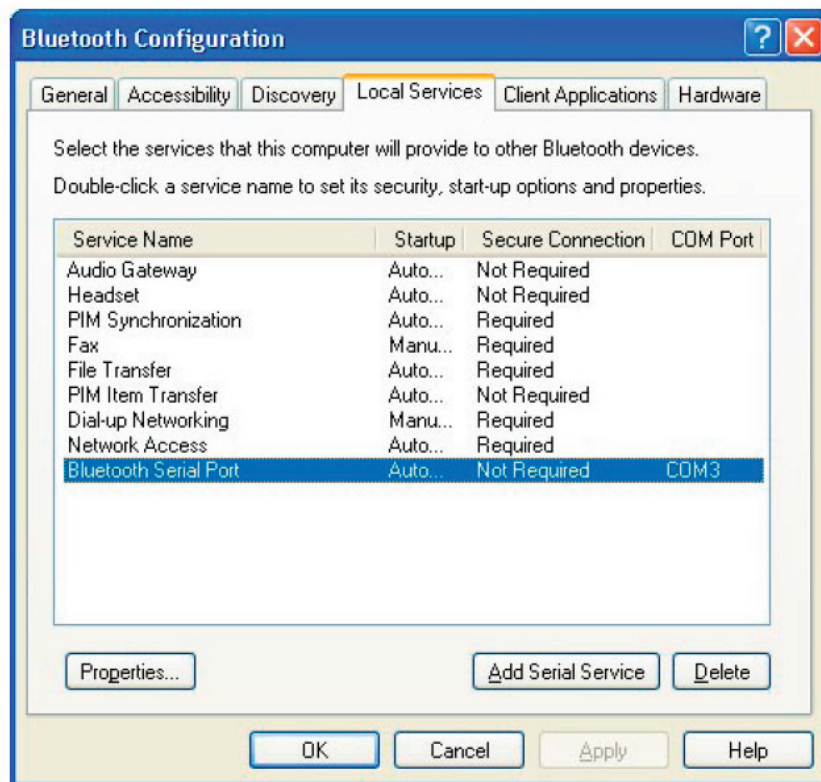 Bluetooth Configuration
General Accessibility Discovery Local Services Client Applications Hardware
Select the services that this computer will provide to other Bluetooth devices.
Double-click a service name to set its security, start-up options and properties.
Service Name Startup Secure Connection COM Port
Audio Gateway Auto... Not Required
Headset Auto... Not Required
PIM Synchronization Auto... Required
Fax Manu... Required
File Transfer Auto... Required
PIM Item Transfer Auto... Not Required
Dial-up Networking Manu... Required
Network Access Auto... Required
Bluetooth Serial Port Auto... Not Required COM3
Properties... Add Serial Service Delete
OK Cancel Apply Help